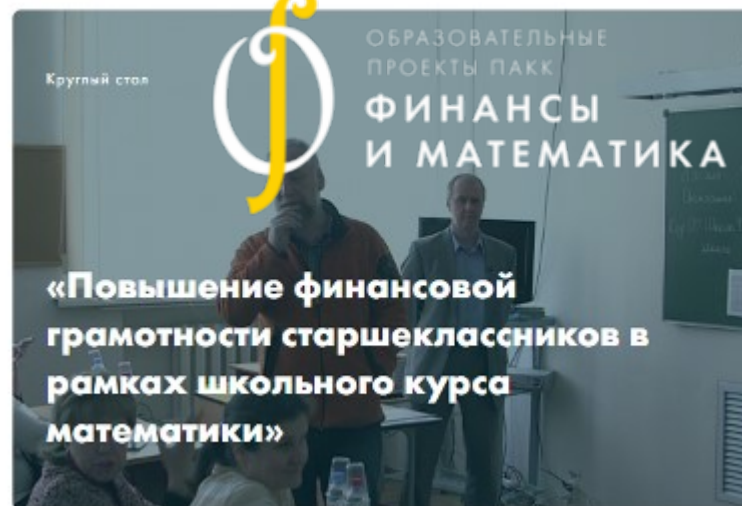 Круглый стол
ОБРАЗОВАТЕЛЬНЫЕ
ПРОЕКТЫ ПАКК
ФИНАНСЫ
И МАТЕМАТИКА
«Повышение финансовой
грамотности старшеклассников в
рамках школьного курса
математики»